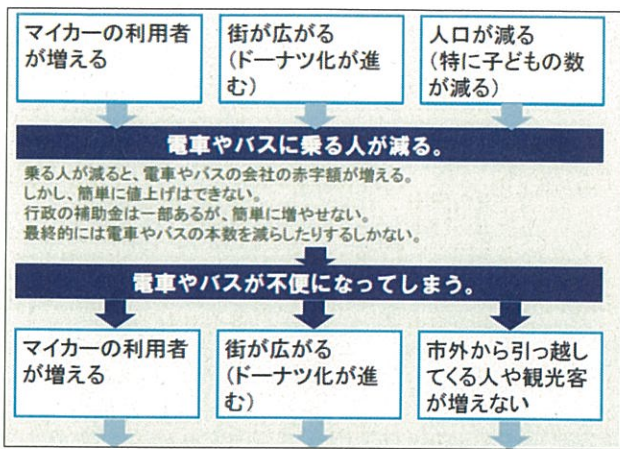 マイカーの利用者
が増える
街が広がる
(ドーナツ化が進
む)
人口が減る
(特に子どもの数
が減る)
電車やバスに乗る人が減る。
乗る人が減ると、電車やバスの会社の赤字額が増える。
しかし、簡単に値上げはできない。
行政の補助金は一部あるが、簡単に増やせない。
最終的には電車やバスの本数を減らしたりするしかない。
電車やバスが不便になってしまう。
マイカーの利用者
が増える
街が広がる
(ドーナツ化が進
む)
市外から引っ越し
てくる人や観光客
が増えない